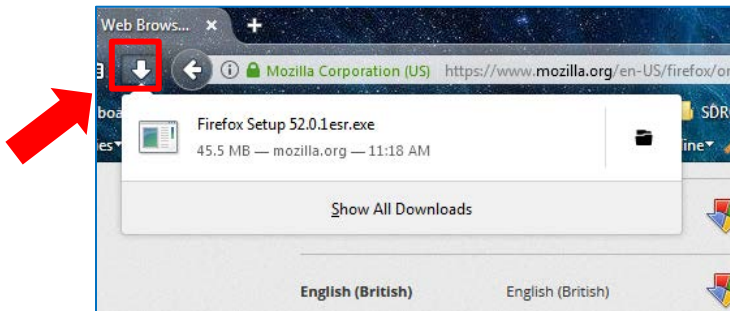 Web Brows...
Mozilla Corporation (US) https://www.mozilla.org/en-US/firefox/or
SDR
Firefox Setup 52.0.1esr.exe
45.5 MB — mozilla.org — 11:18 AM
Show All Downloads
English (British) English (British)